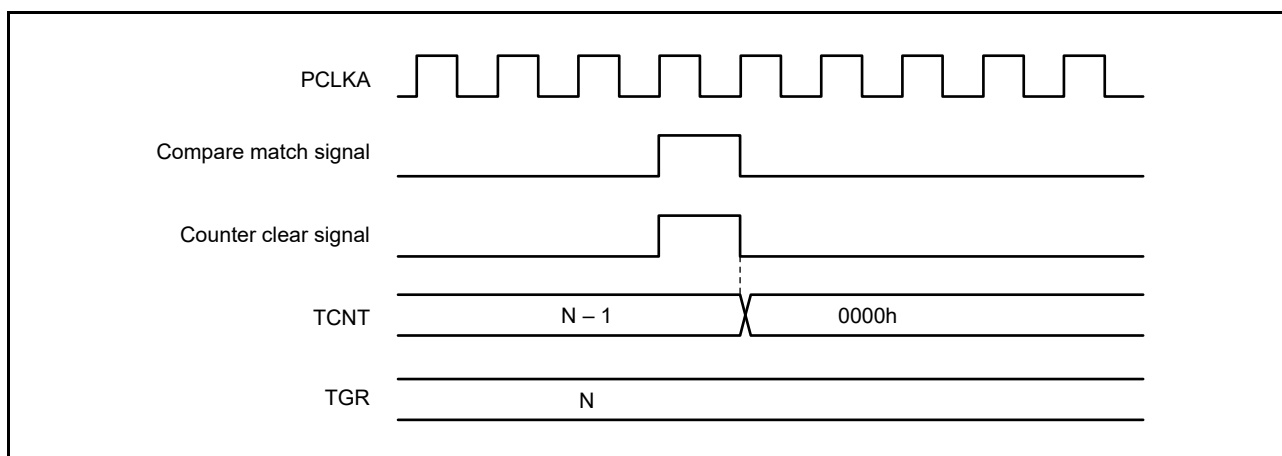 PCLKA
Compare match signal
Counter clear signal
TCNT N – 1 0000h
TGR N